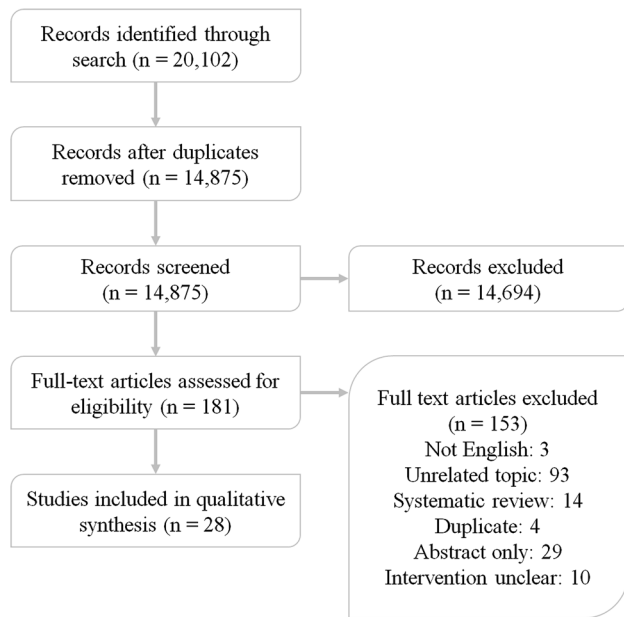 Records identified through
search (n = 20,102)
Records after duplicates
removed (n = 14,875)
Records screened
(n = 14,875)
Records excluded
(n = 14,694)
Full-text articles assessed for
eligibility (n = 181)
Full text articles excluded
(n = 153)
Not English: 3
Unrelated topic: 93
Systematic review: 14
Duplicate: 4
Abstract only: 29
Intervention unclear: 10
Studies included in qualitative
synthesis (n = 28)